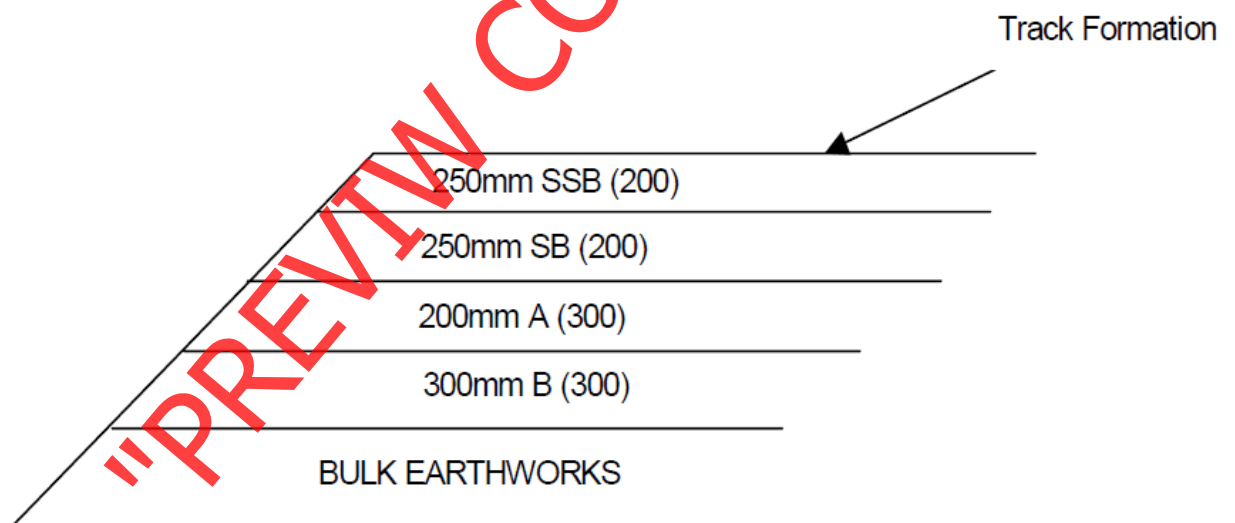 Track Formation
250mm SSB (200)
250mm SB (200)
200mm A (300)
300mm B (300)
BULK EARTHWORKS
"PREVIW CO